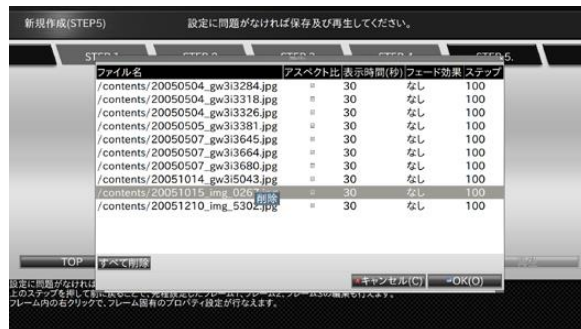 新規作成(STEP5) 設定に問題がなければ保存及び再生してください。
5.
ファイル名 アスペクト比 表示時間(秒) フェード効果 ステップ
/contents/20050504_gw3i3284.jpg 30 なし 100
/contents/20050504_gw3i3318.jpg 30 なし 100
/contents/20050504_gw3i3326.jpg 30 なし 100
/contents/20050505_gw3i3381.jpg 30 なし 100
/contents/20050507_gw3i3645.jpg 30 なし 100
/contents/20050507_gw3i3664.jpg 30 なし 100
/contents/20050507_gw3i3680.jpg 30 なし 100
/contents/20051014_gw3i5043.jpg 30 なし 100
/contents/20051015_img_0267.jpg 30 なし 100
削除
/contents/20051210_img_5302.jpg 30 なし 100
TOP すべて削除
キャンセル(C) OK(O)
設定に問題がなければ
フレーム内の右クリックで、フレーム固有のプロパティ設定が行なえます。